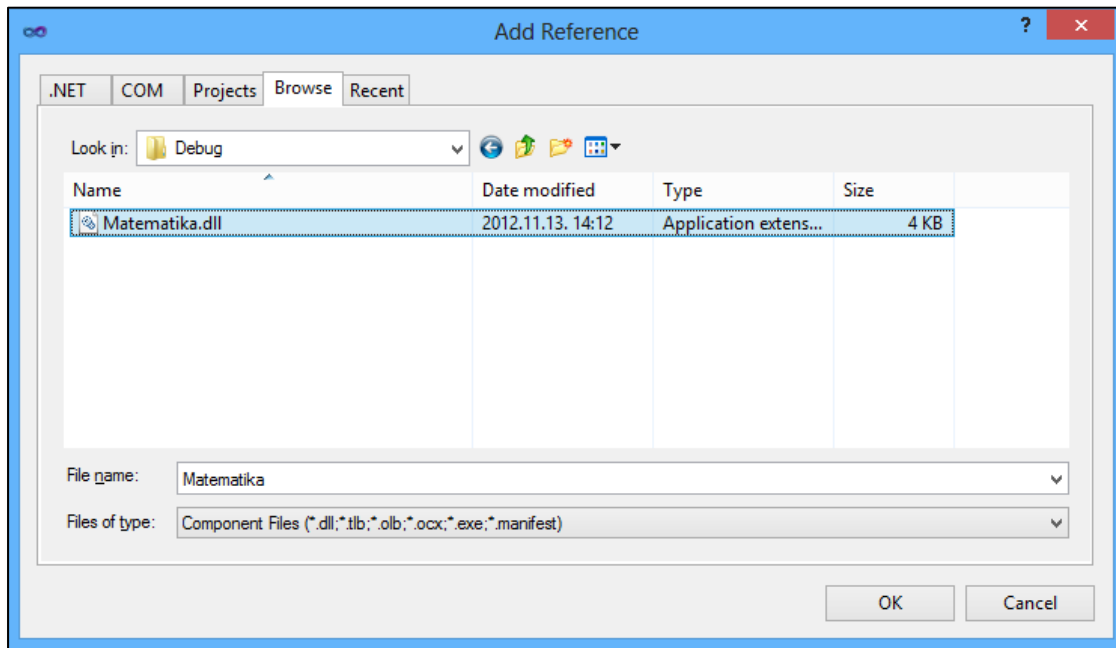 Add Reference
?
.NET COM Projects Browse Recent
Look in: Debug
Name Date modified Type Size
Matematika.dll 2012.11.13. 14:12 Application extens... 4 KB
File name: Matematika
Files of type: Component Files (*.dll;*.tlb;*.olb;*.ocx;*.exe;*.manifest)
OK Cancel